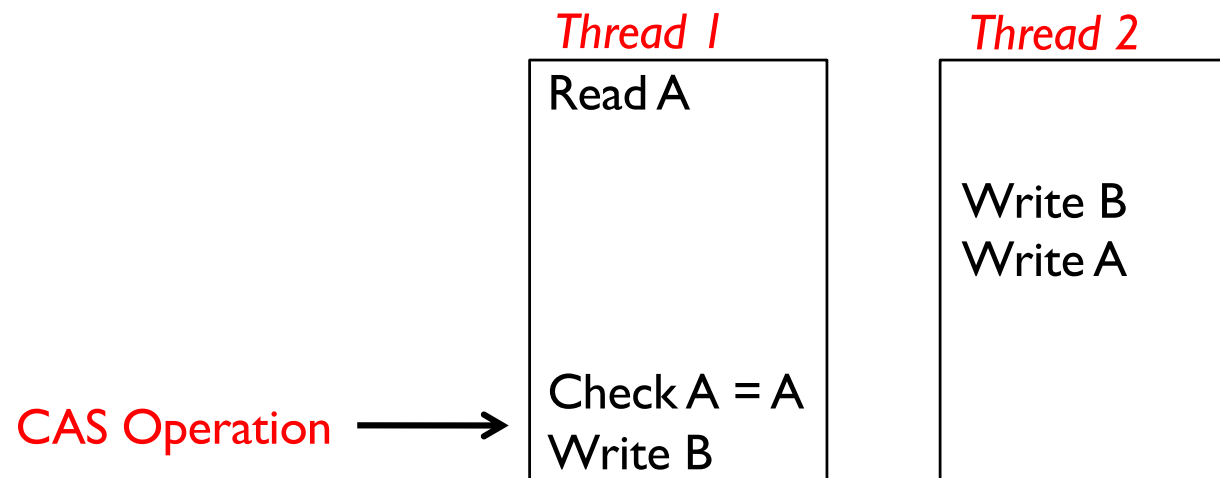 Thread 1
Thread 2
Read A
Write B
Write A
Check A = A
CAS Operation
Write B